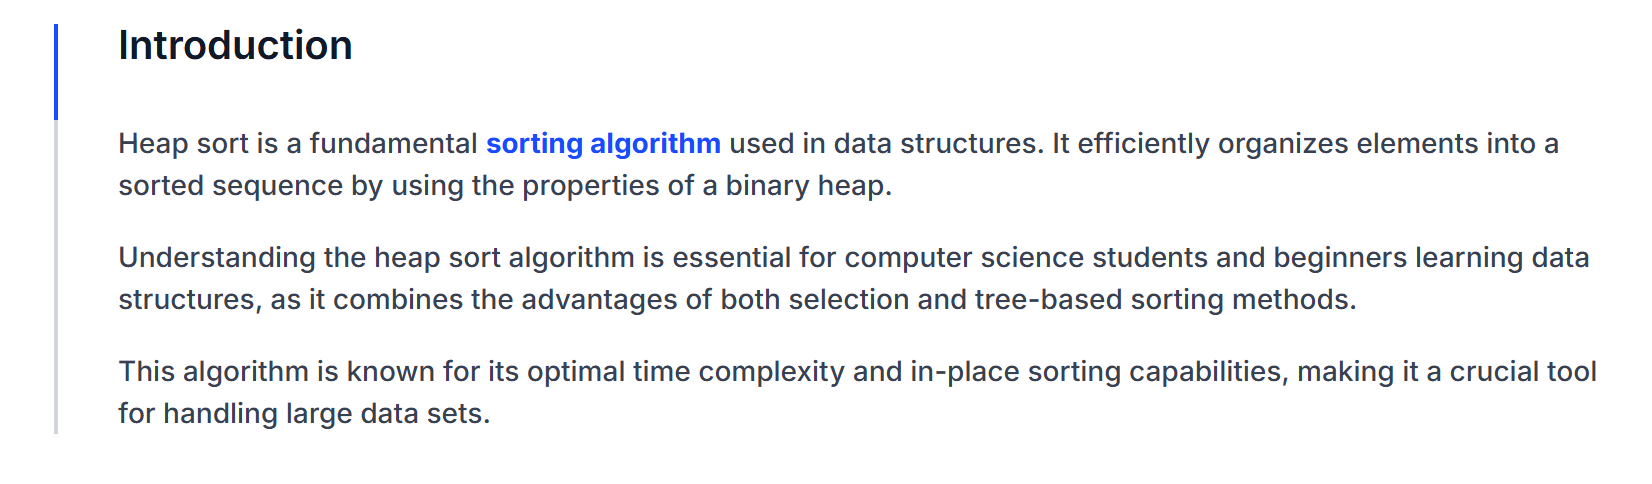 Introduction
Heap sort is a fundamental sorting algorithm used in data structures. It efficiently organizes elements into a
sorted sequence by using the properties of a binary heap.
Understanding the heap sort algorithm is essential for computer science students and beginners learning data
structures, as it combines the advantages of both selection and tree-based sorting methods.
This algorithm is known for its optimal time complexity and in-place sorting capabilities, making it a crucial tool
for handling large data sets.